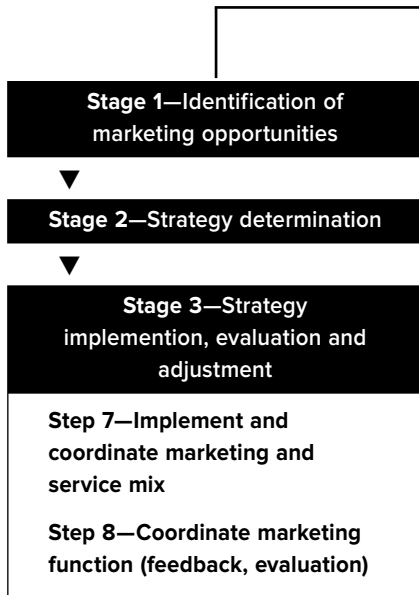 Stage 1—Identification of
marketing opportunities
Stage 2—Strategy determination
Stage 3—Strategy
implemention, evaluation and
adjustment
Step 7—Implement and
coordinate marketing and
service mix
Step 8—Coordinate marketing
function (feedback, evaluation)